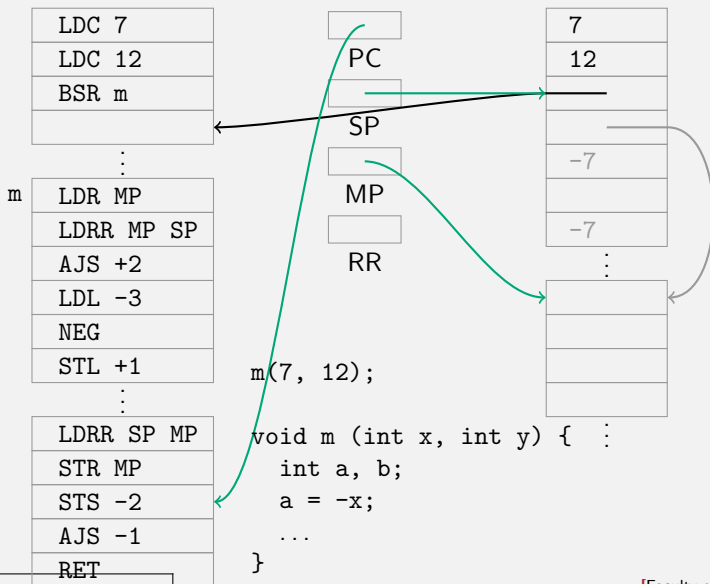 LDC 7
LDC 12
BSR m
⋮
m
LDR MP
LDRR MP SP
AJS +2
LDL -3
NEG
STL +1
⋮
LDRR SP MP
STR MP
STS -2
AJS -1
RET
PC
SP
MP
RR
m(7, 12);
void m (int x, int y) {
int a, b;
a = -x;
...
}
7
12
-7
-7
⋮
⋮